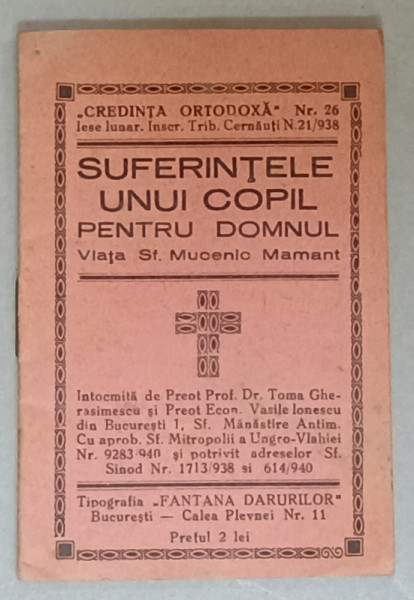 „CREDINȚA ORTODOXĂ" Nr. 26
Iese lunar. Inscr. Trib. Cernăuți N.21/938
SUFERINȚELE
UNUI COPIL
PENTRU DOMNUL
Viața Sf. Mucenic Mamant
Intocmită de Preot Prof. Dr. Toma Ghe-
rasimescu și Preot Econ. Vasile Ionescu
din București 1, Sf. Mănăstire Antim.
Cu aprob. Sf. Mitropolii a Ungro-Vlahiei
Nr. 9283/940 și potrivit adreselor Sf.
Sinod Nr. 1713/938 si 614/940
Tipografia „FANTANA DARURILOR"
București — Calea Plevnei Nr. 11
Prețul 2 lei